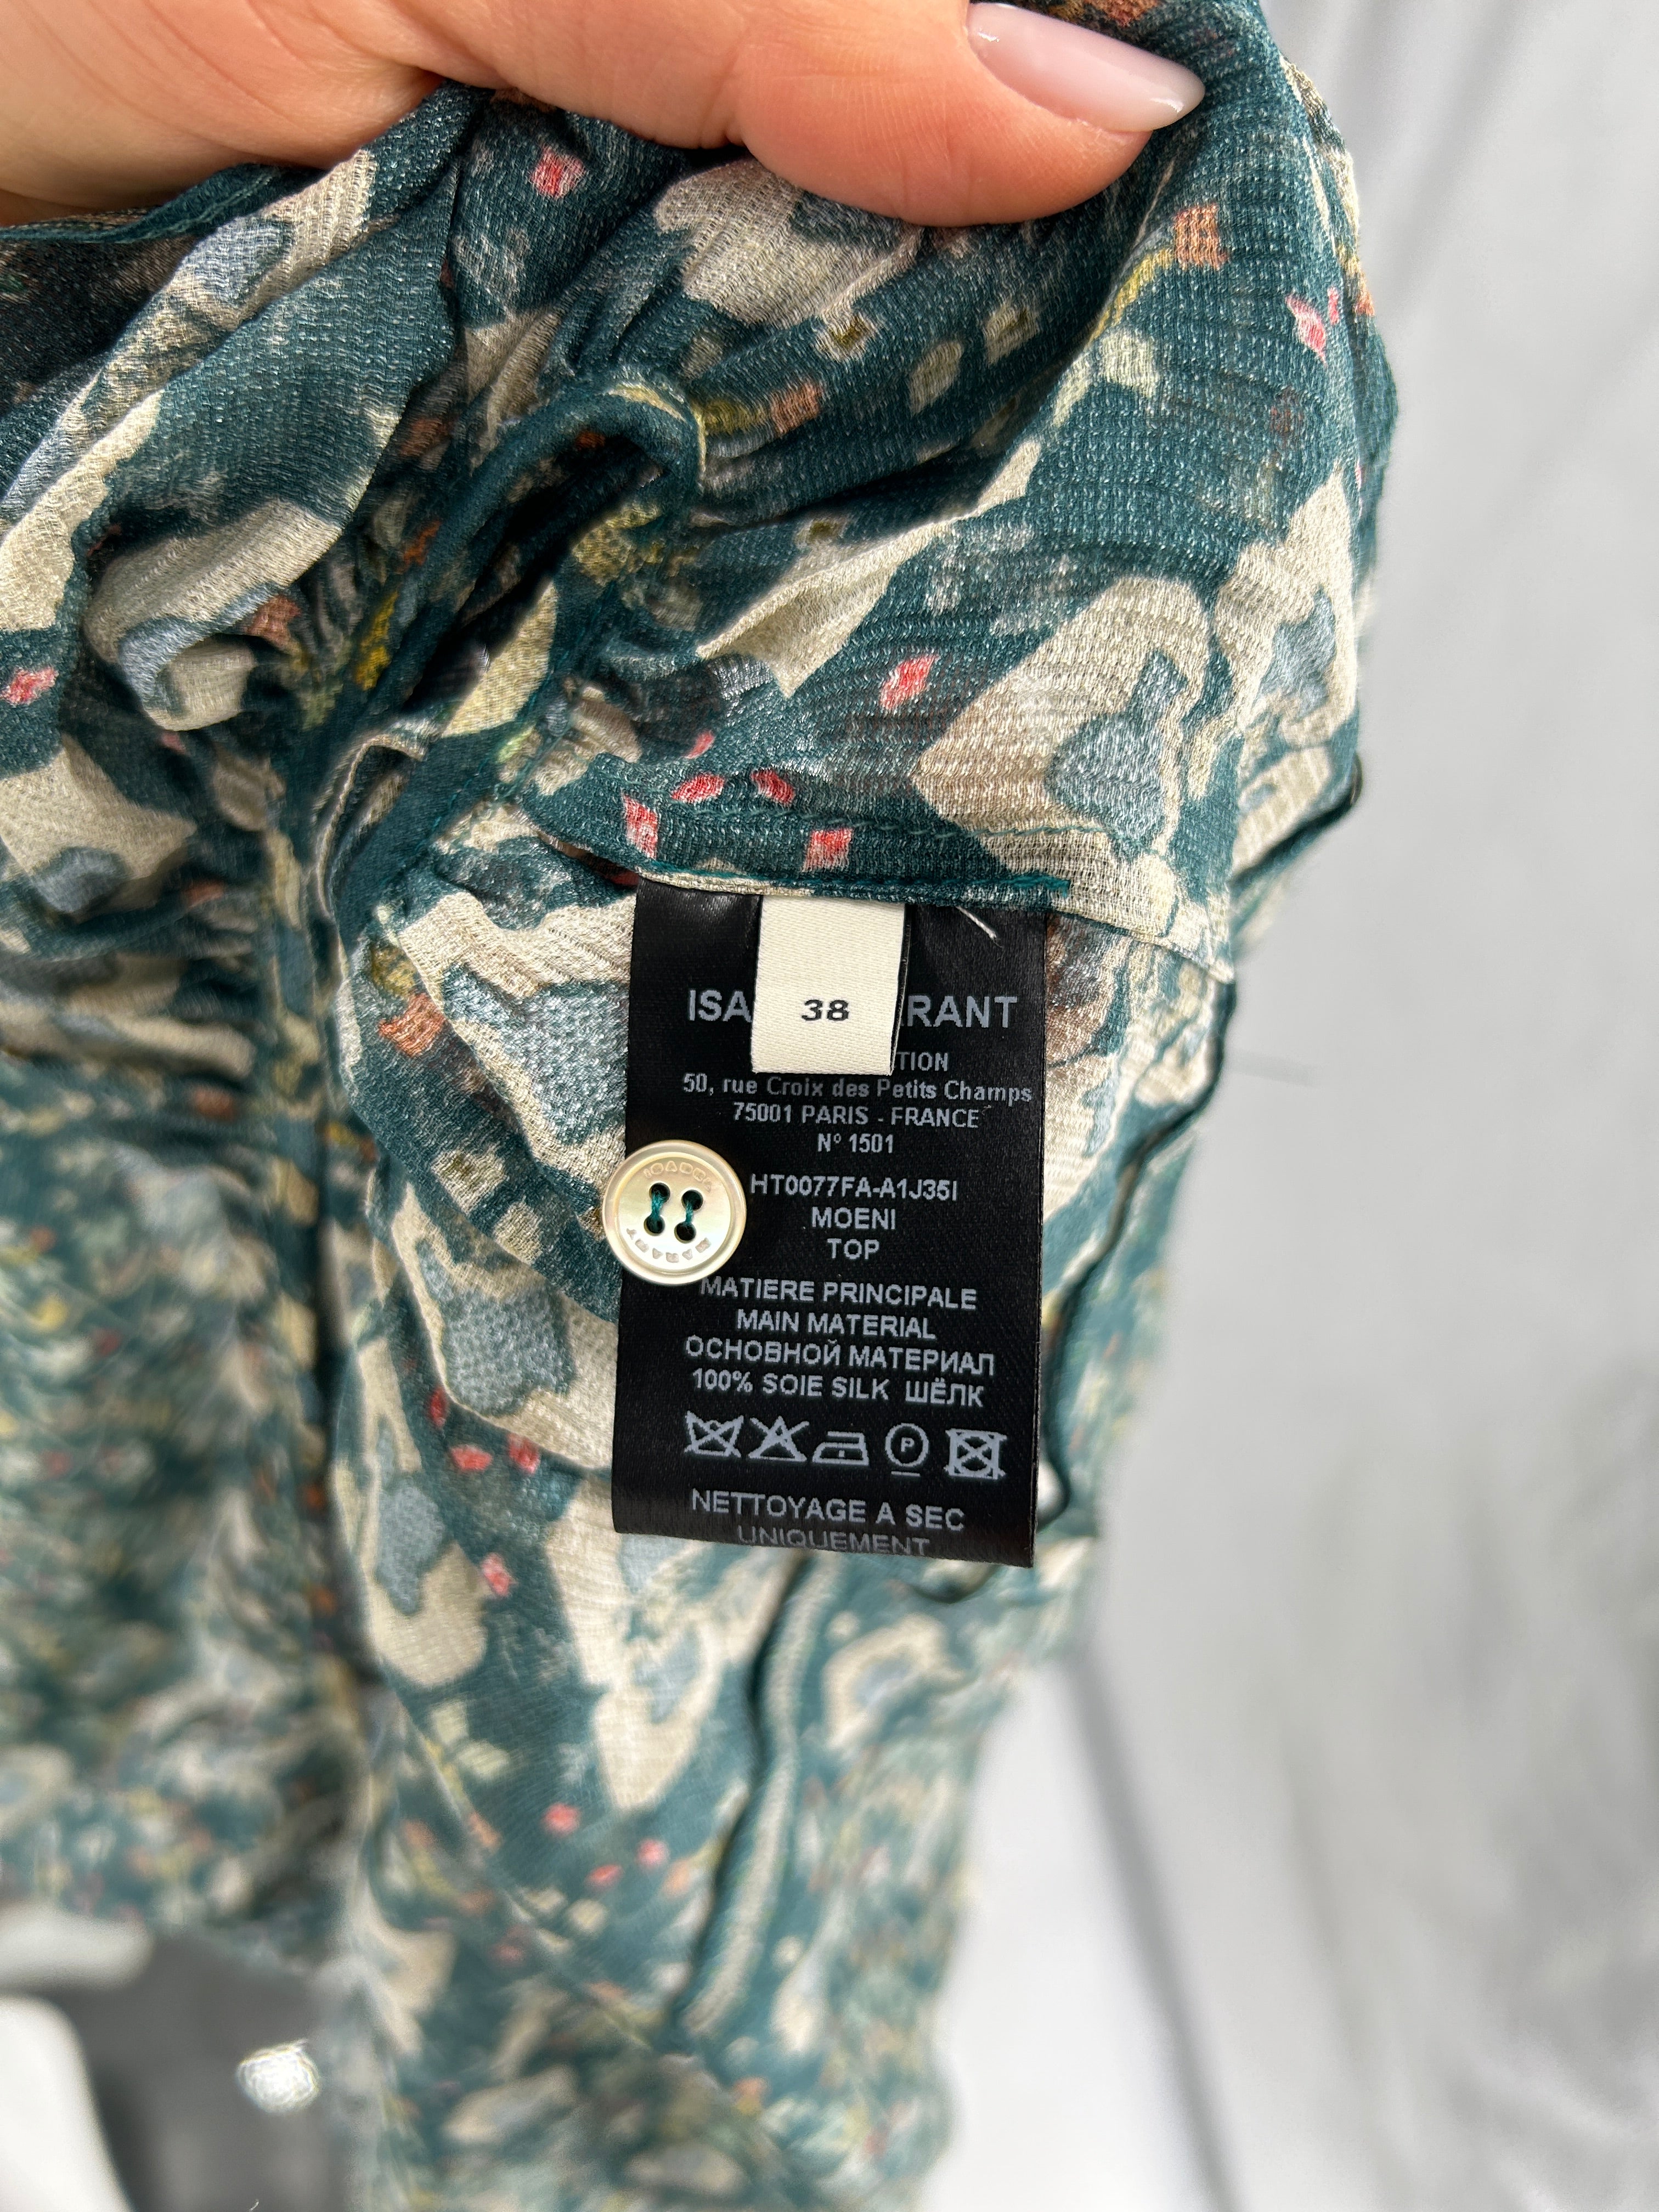 38
ISA RANT
TION
50, rue Croix des Petits Champs
75001 PARIS - FRANCE
Nº 1501
HT0077FA-A1J35I
MOENI
TOP
MATIERE PRINCIPALE
MAIN MATERIAL
ОСНОВНОЙ МАТЕРИАЛ
100% SOIE SILK ШЁЛК
P
NETTOYAGE A SEC
UNIQUEMENT